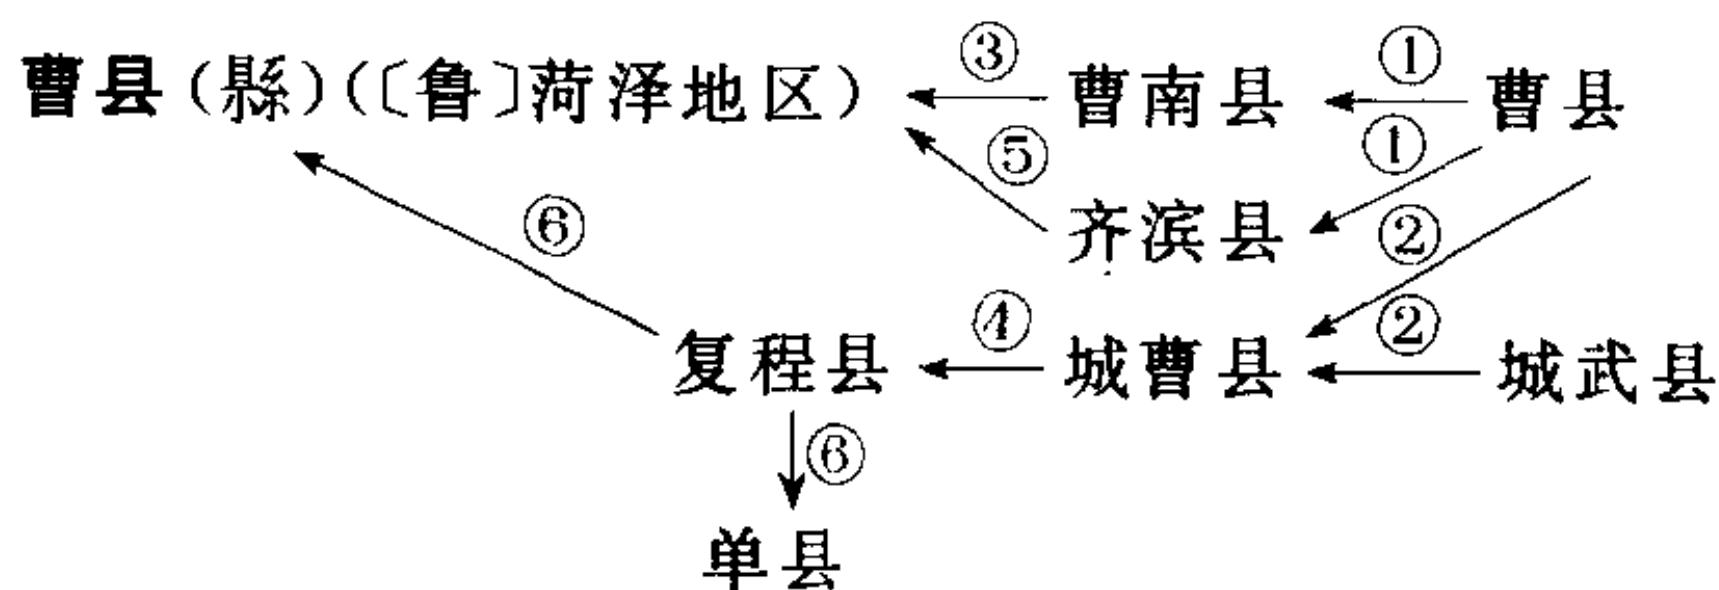 曹县(縣)(〔鲁〕菏泽地区) ③ 曹南县 ① 曹县
⑤ ①
⑥ 齐滨县 ②
复程县 ④ 城曹县 ② 城武县
⑥
单县